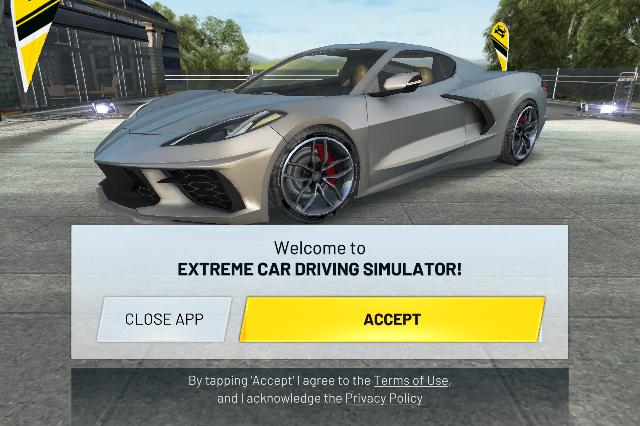 Welcome to
EXTREME CAR DRIVING SIMULATOR!
CLOSE APP
ACCEPT
By tapping 'Accept' I agree to the Terms of Use,
and I acknowledge the Privacy Policy